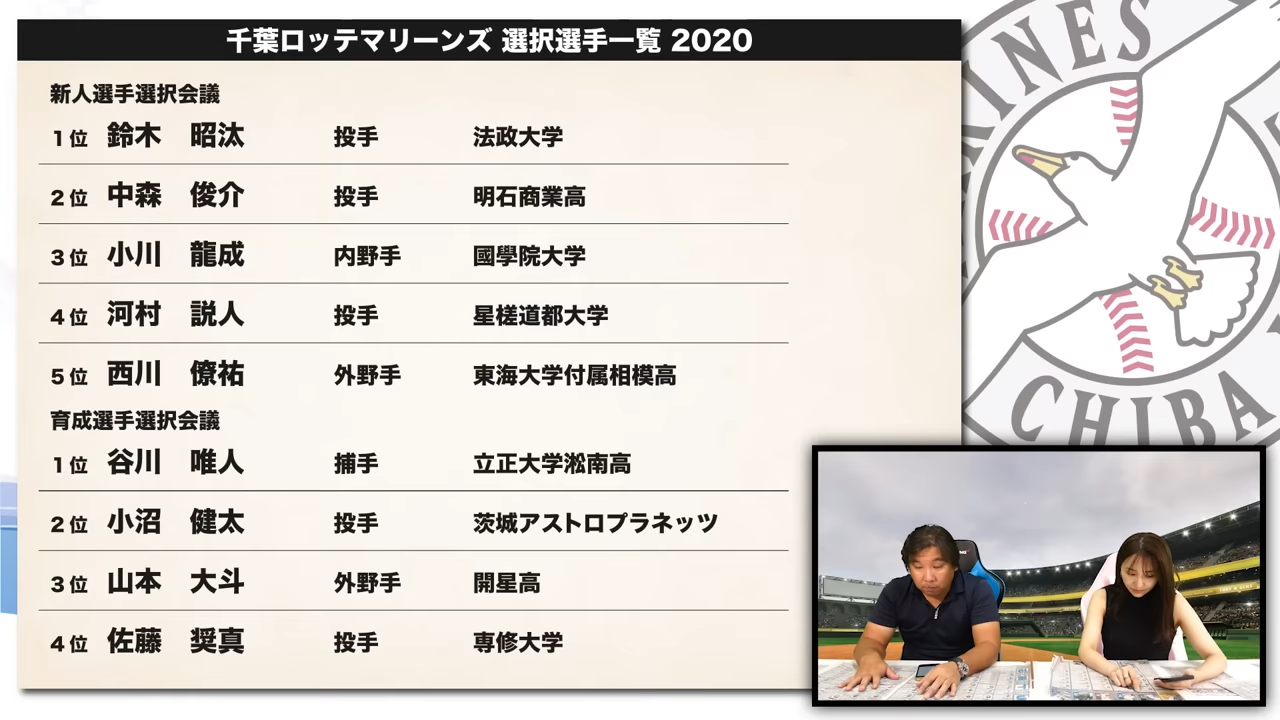 千葉ロッテマリーンズ 選択選手一覧 2020
新人選手選択会議
1位 鈴木 昭汰 投手 法政大学
2位 中森 俊介 投手 明石商業高
3位 小川 龍成 内野手 國學院大学
4位 河村 説人 投手 星槎道都大学
5位 西川 僚祐 外野手 東海大学付属相模高
育成選手選択会議
1位 谷川 唯人 捕手 立正大学淞南高
2位 小沼 健太 投手 茨城アストロプラネッツ
3位 山本 大斗 外野手 開星高
4位 佐藤 奨真 投手 専修大学
INES
CHIBA